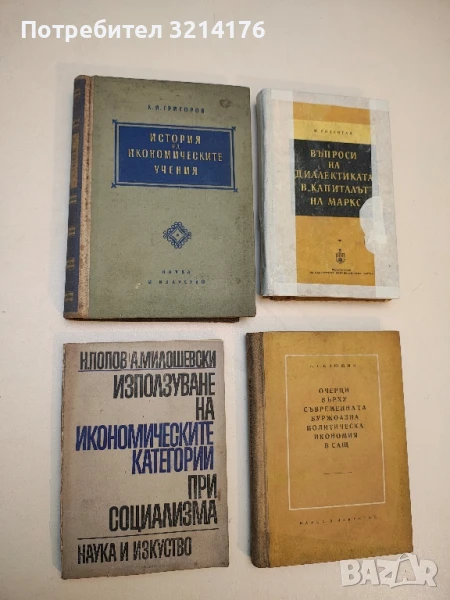 Потребител 3214176
ИСТОРИЯ
НА
ИКОНОМИЧЕСКИТЕ
УЧЕНИЯ
НАУКА
И ИЗКУСТВО
ВЪПРОСИ
НА
ДИАЛЕКТИКАТА
В „КАПИТАЛЪТ“
НА МАРКС
Н.ПОПОВ/А.МИЛОШЕВСКИ
ИЗПОЛЗУВАНЕ
НА
ИКОНОМИЧЕСКИТЕ
КАТЕГОРИИ
ПРИ
СОЦИАЛИЗМА
НАУКА И ИЗКУСТВО
ОЧЕРЦИ
ВЪРХУ
СЪВРЕМЕННАТА
БУРЖОАЗНА
ПОЛИТИЧЕСКА
ИКОНОМИЯ
В САЩ
НАУКА И ИЗКУСТВО
BAZAR